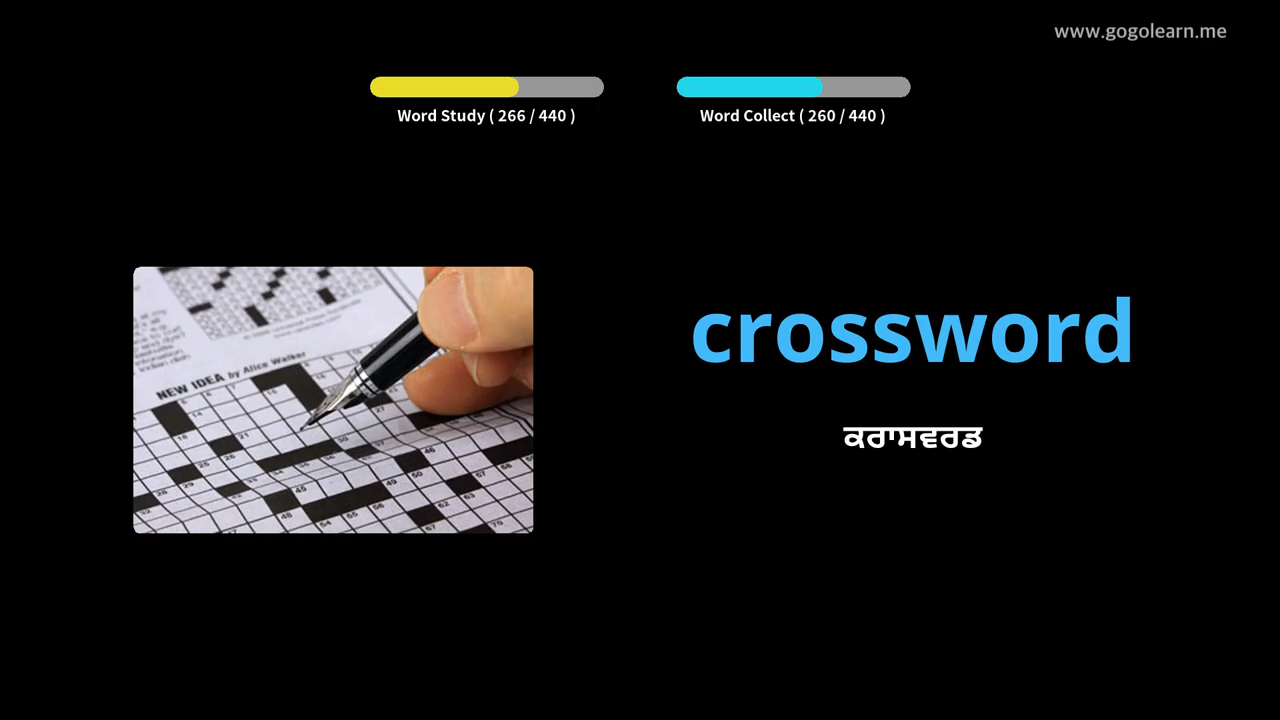 www.gogolearn.me
Word Study ( 266 / 440 )
Word Collect ( 260 / 440 )
NEW IDEA by Alice Walker
crossword
ਕਰਾਸਵਰਡ